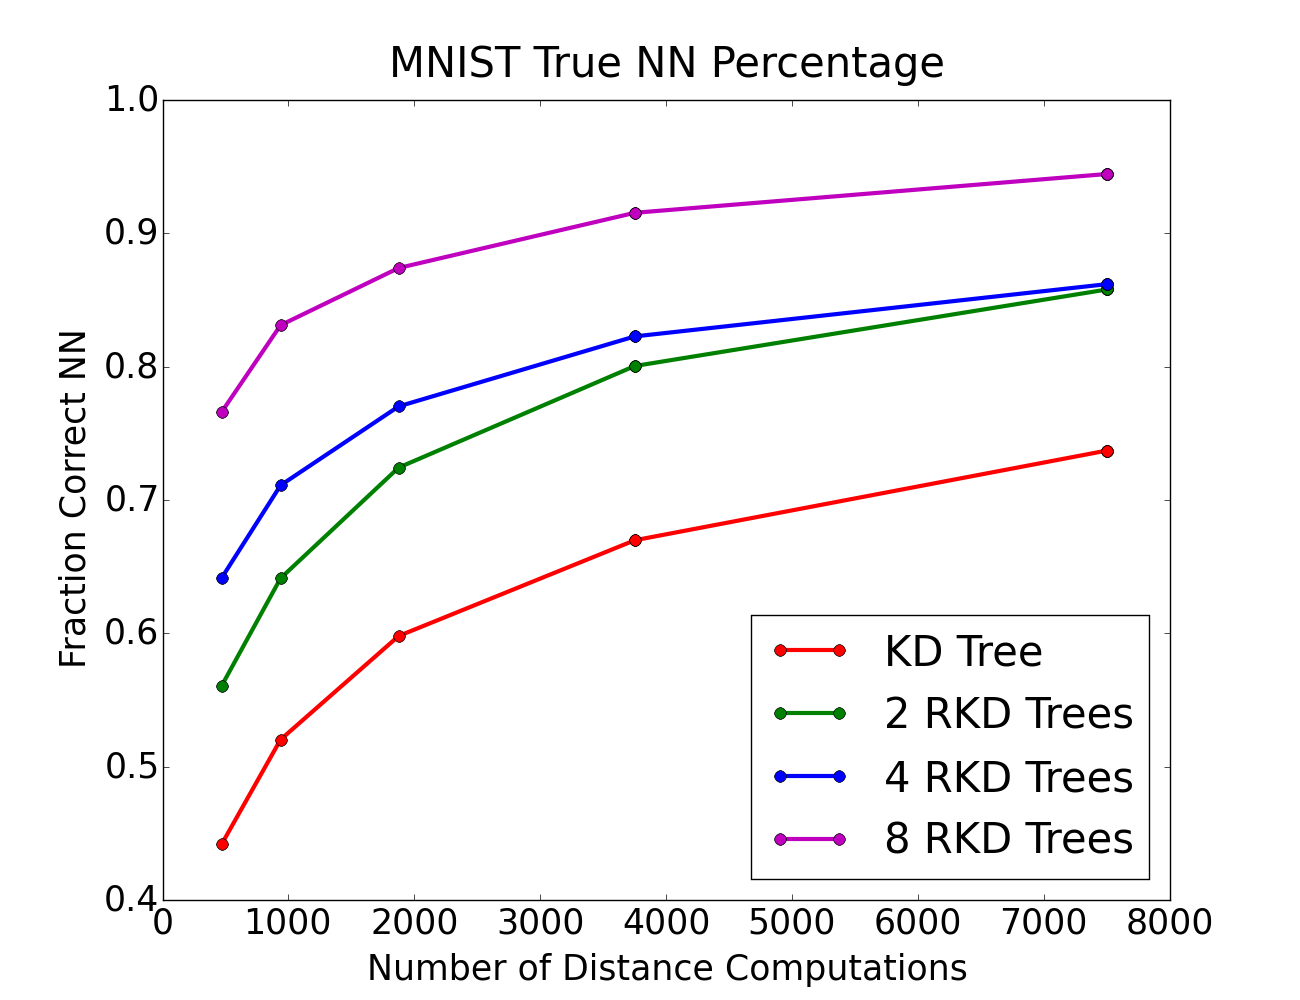 MNIST True NN Percentage
1.0
0.9
0.8
0.7
0.6
0.5
0.4
Fraction Correct NN
KD Tree
2 RKD Trees
4 RKD Trees
8 RKD Trees
0 1000 2000 3000 4000 5000 6000 7000 8000
Number of Distance Computations